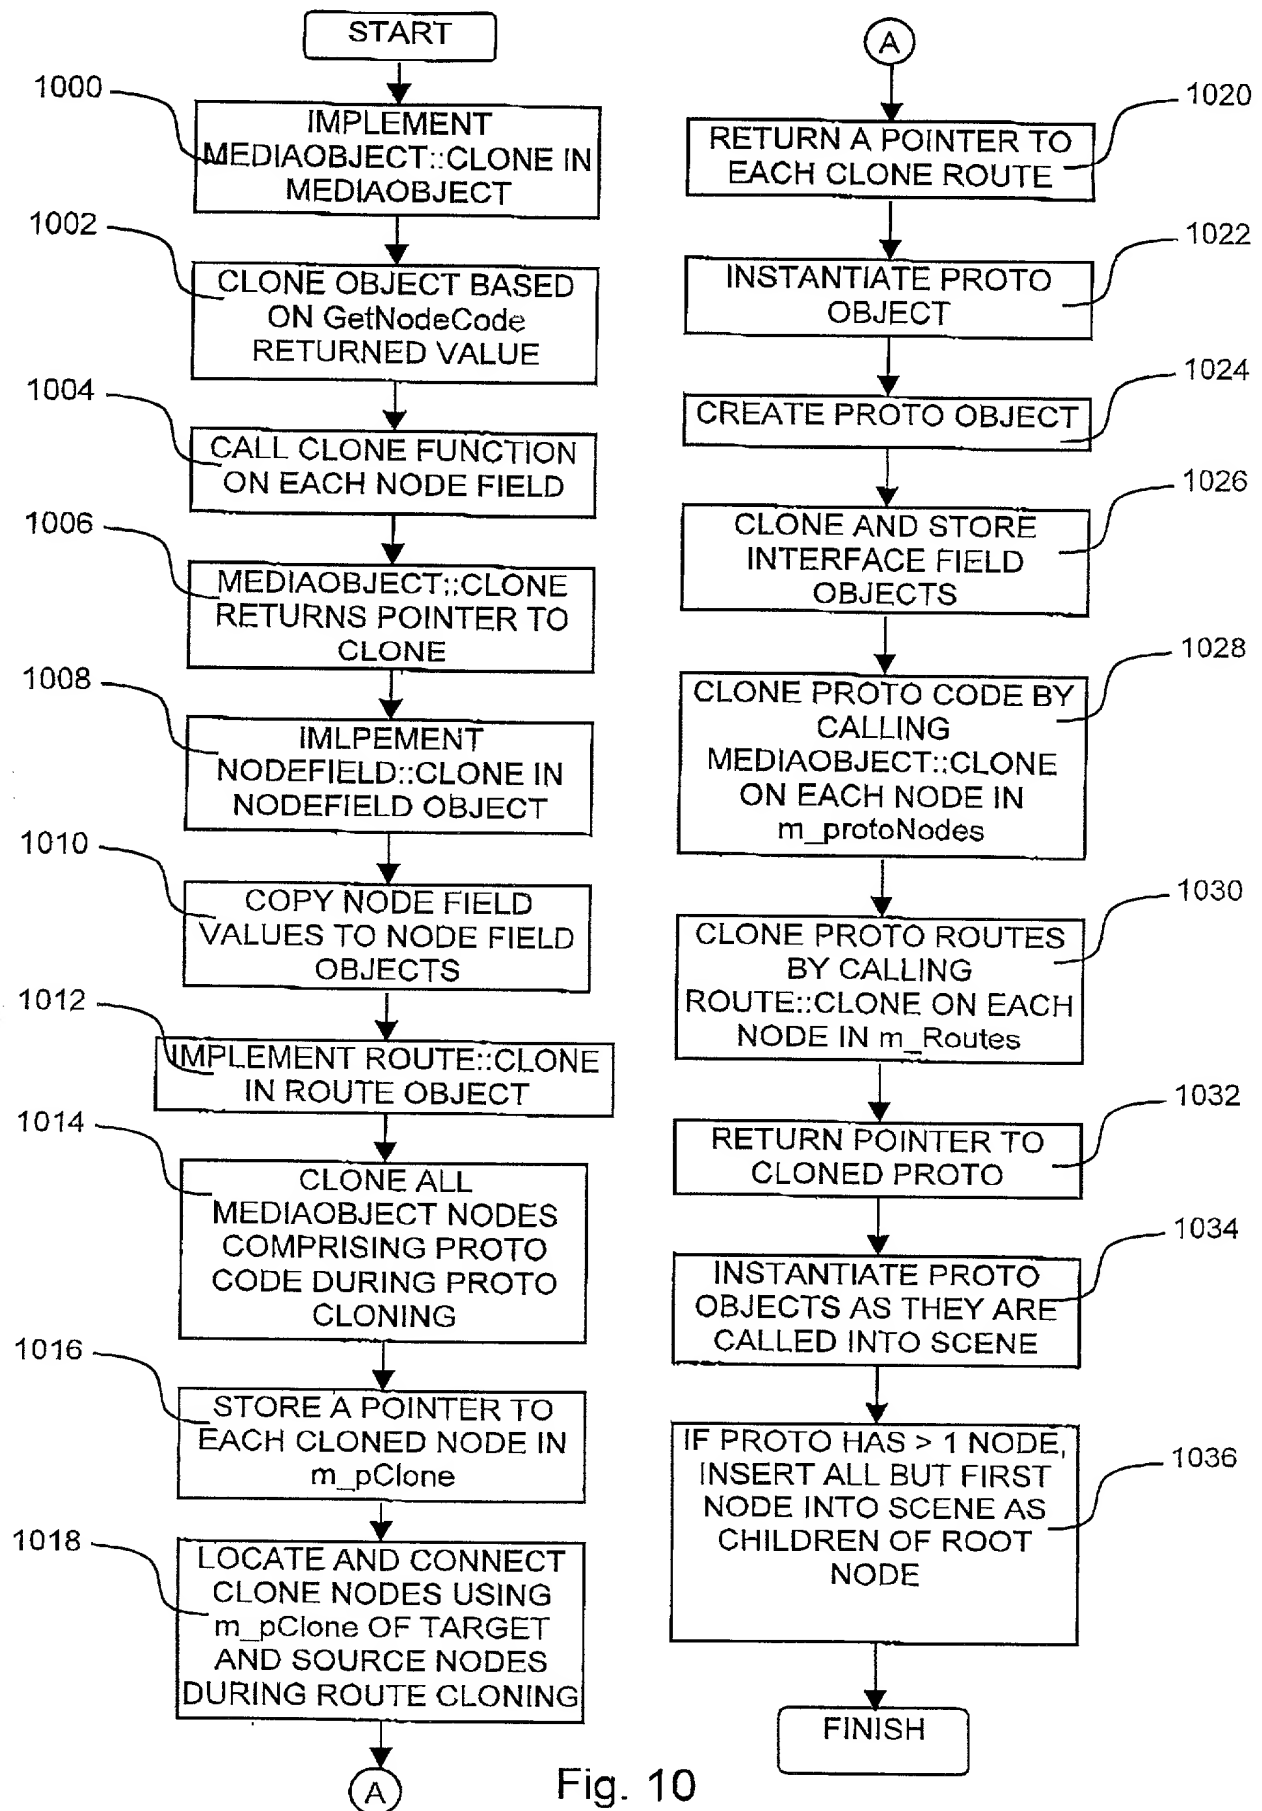 START
1000
IMPLEMENT
MEDIAOBJECT::CLONE IN
MEDIAOBJECT
1002
CLONE OBJECT BASED
ON GetNodeCode
RETURNED VALUE
1004
CALL CLONE FUNCTION
ON EACH NODE FIELD
1006
MEDIAOBJECT::CLONE
RETURNS POINTER TO
CLONE
1008
IMLPEMENT
NODEFIELD::CLONE IN
NODEFIELD OBJECT
1010
COPY NODE FIELD
VALUES TO NODE FIELD
OBJECTS
1012
IMPLEMENT ROUTE::CLONE
IN ROUTE OBJECT
1014
CLONE ALL
MEDIAOBJECT NODES
COMPRISING PROTO
CODE DURING PROTO
CLONING
1016
STORE A POINTER TO
EACH CLONED NODE IN
m_pClone
1018
LOCATE AND CONNECT
CLONE NODES USING
m_pClone OF TARGET
AND SOURCE NODES
DURING ROUTE CLONING
A
A
1020
RETURN A POINTER TO
EACH CLONE ROUTE
1022
INSTANTIATE PROTO
OBJECT
1024
CREATE PROTO OBJECT
1026
CLONE AND STORE
INTERFACE FIELD
OBJECTS
1028
CLONE PROTO CODE BY
CALLING
MEDIAOBJECT::CLONE
ON EACH NODE IN
m_protoNodes
1030
CLONE PROTO ROUTES
BY CALLING
ROUTE::CLONE ON EACH
NODE IN m_Routes
1032
RETURN POINTER TO
CLONED PROTO
1034
INSTANTIATE PROTO
OBJECTS AS THEY ARE
CALLED INTO SCENE
1036
IF PROTO HAS > 1 NODE,
INSERT ALL BUT FIRST
NODE INTO SCENE AS
CHILDREN OF ROOT
NODE
FINISH
Fig. 10